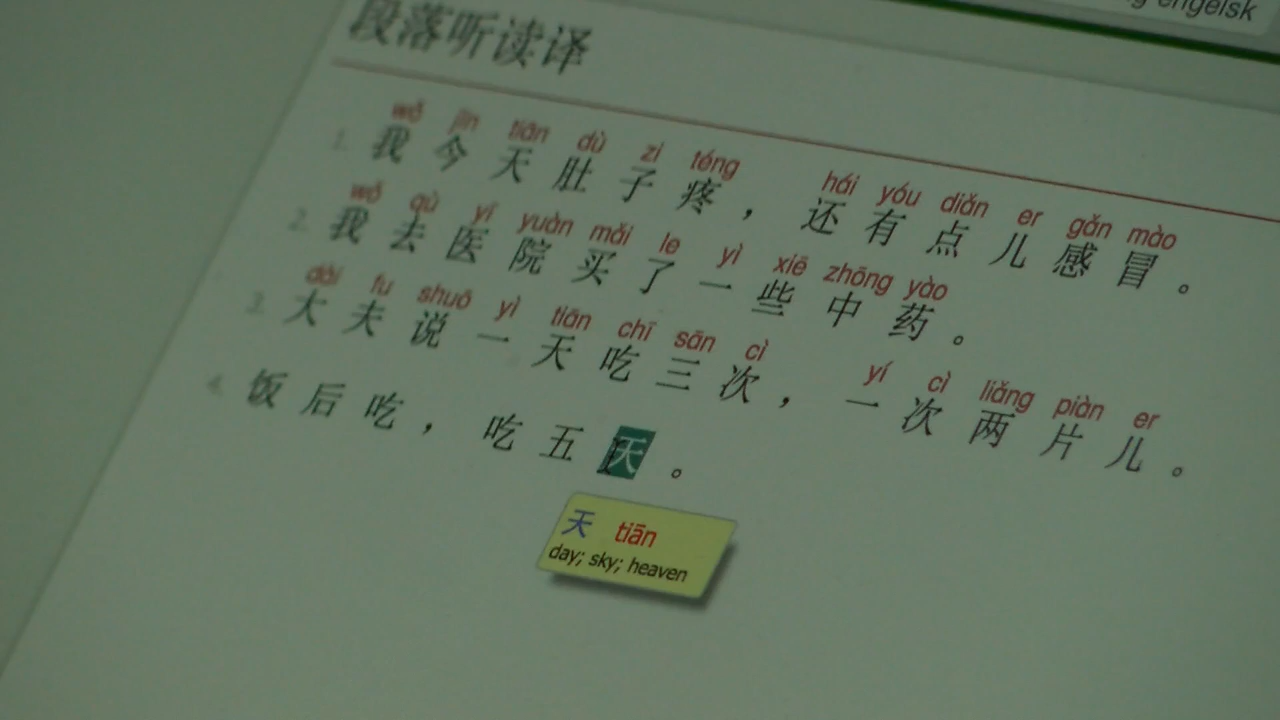 engelsk
段落听读译
wǒ jīn tiān dù zi téng hái yóu diǎn er gǎn mào
1. 我今天肚子疼，还有点儿感冒。
wǒ qù yí yuàn mǎi le yì xiē zhōng yào
2. 我去医院买了一些中药。
dài fu shuō yì tiān chī sān cì yí cì liǎng piàn er
3. 大夫说一天吃三次，一次两片儿。
4. 饭后吃，吃五天。
天 tiān
day; sky; heaven